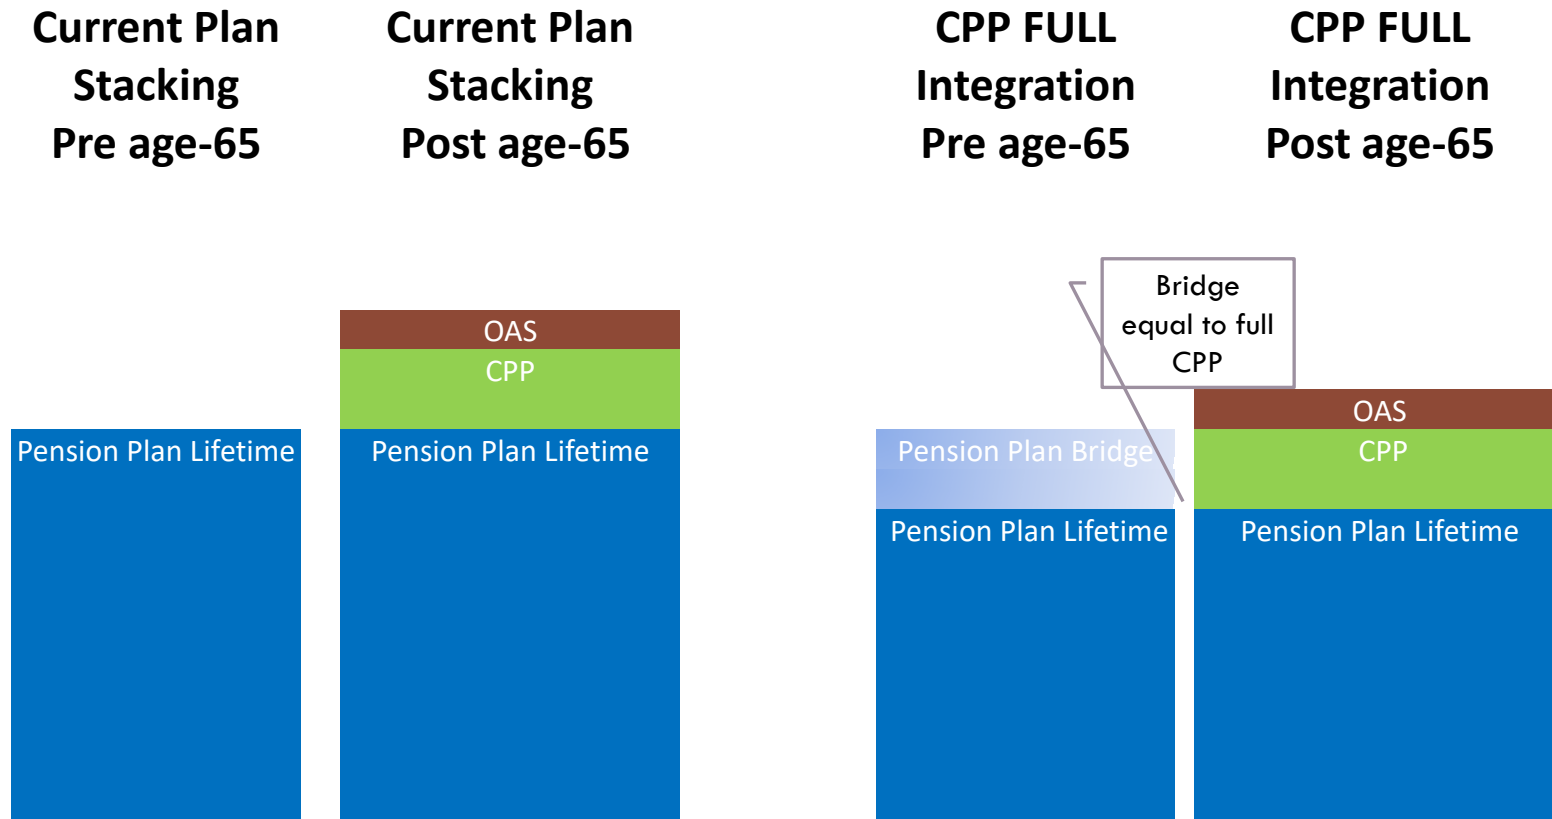 Current Plan
Stacking
Pre age-65
Current Plan
Stacking
Post age-65
CPP FULL
Integration
Pre age-65
CPP FULL
Integration
Post age-65
Bridge
equal to full
CPP
OAS
CPP
Pension Plan Lifetime
Pension Plan Lifetime
Pension Plan Bridge
Pension Plan Lifetime
OAS
CPP
Pension Plan Lifetime